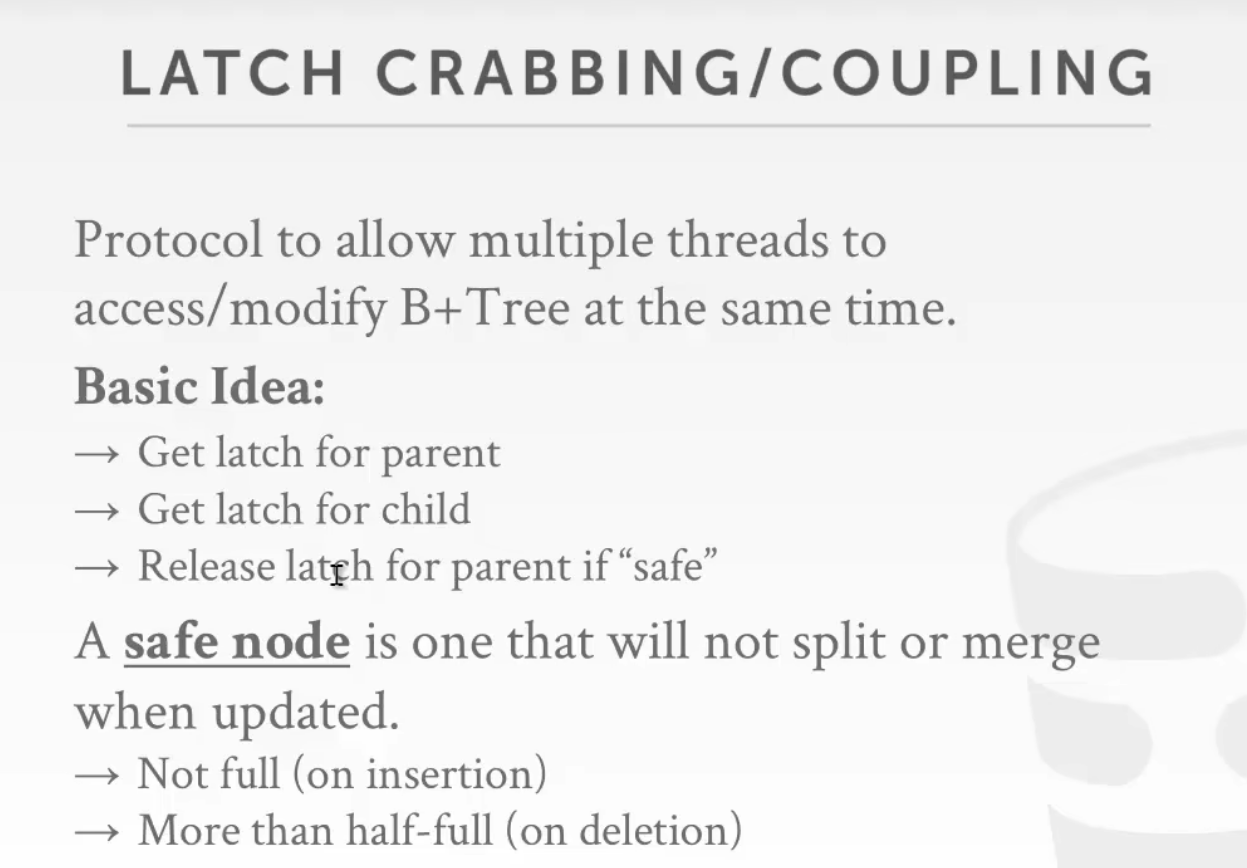 LATCH CRABBING/COUPLING
Protocol to allow multiple threads to
access/modify B+Tree at the same time.
Basic Idea:
→ Get latch for parent
→ Get latch for child
→ Release latch for parent if “safe”
A safe node is one that will not split or merge
when updated.
→ Not full (on insertion)
→ More than half-full (on deletion)